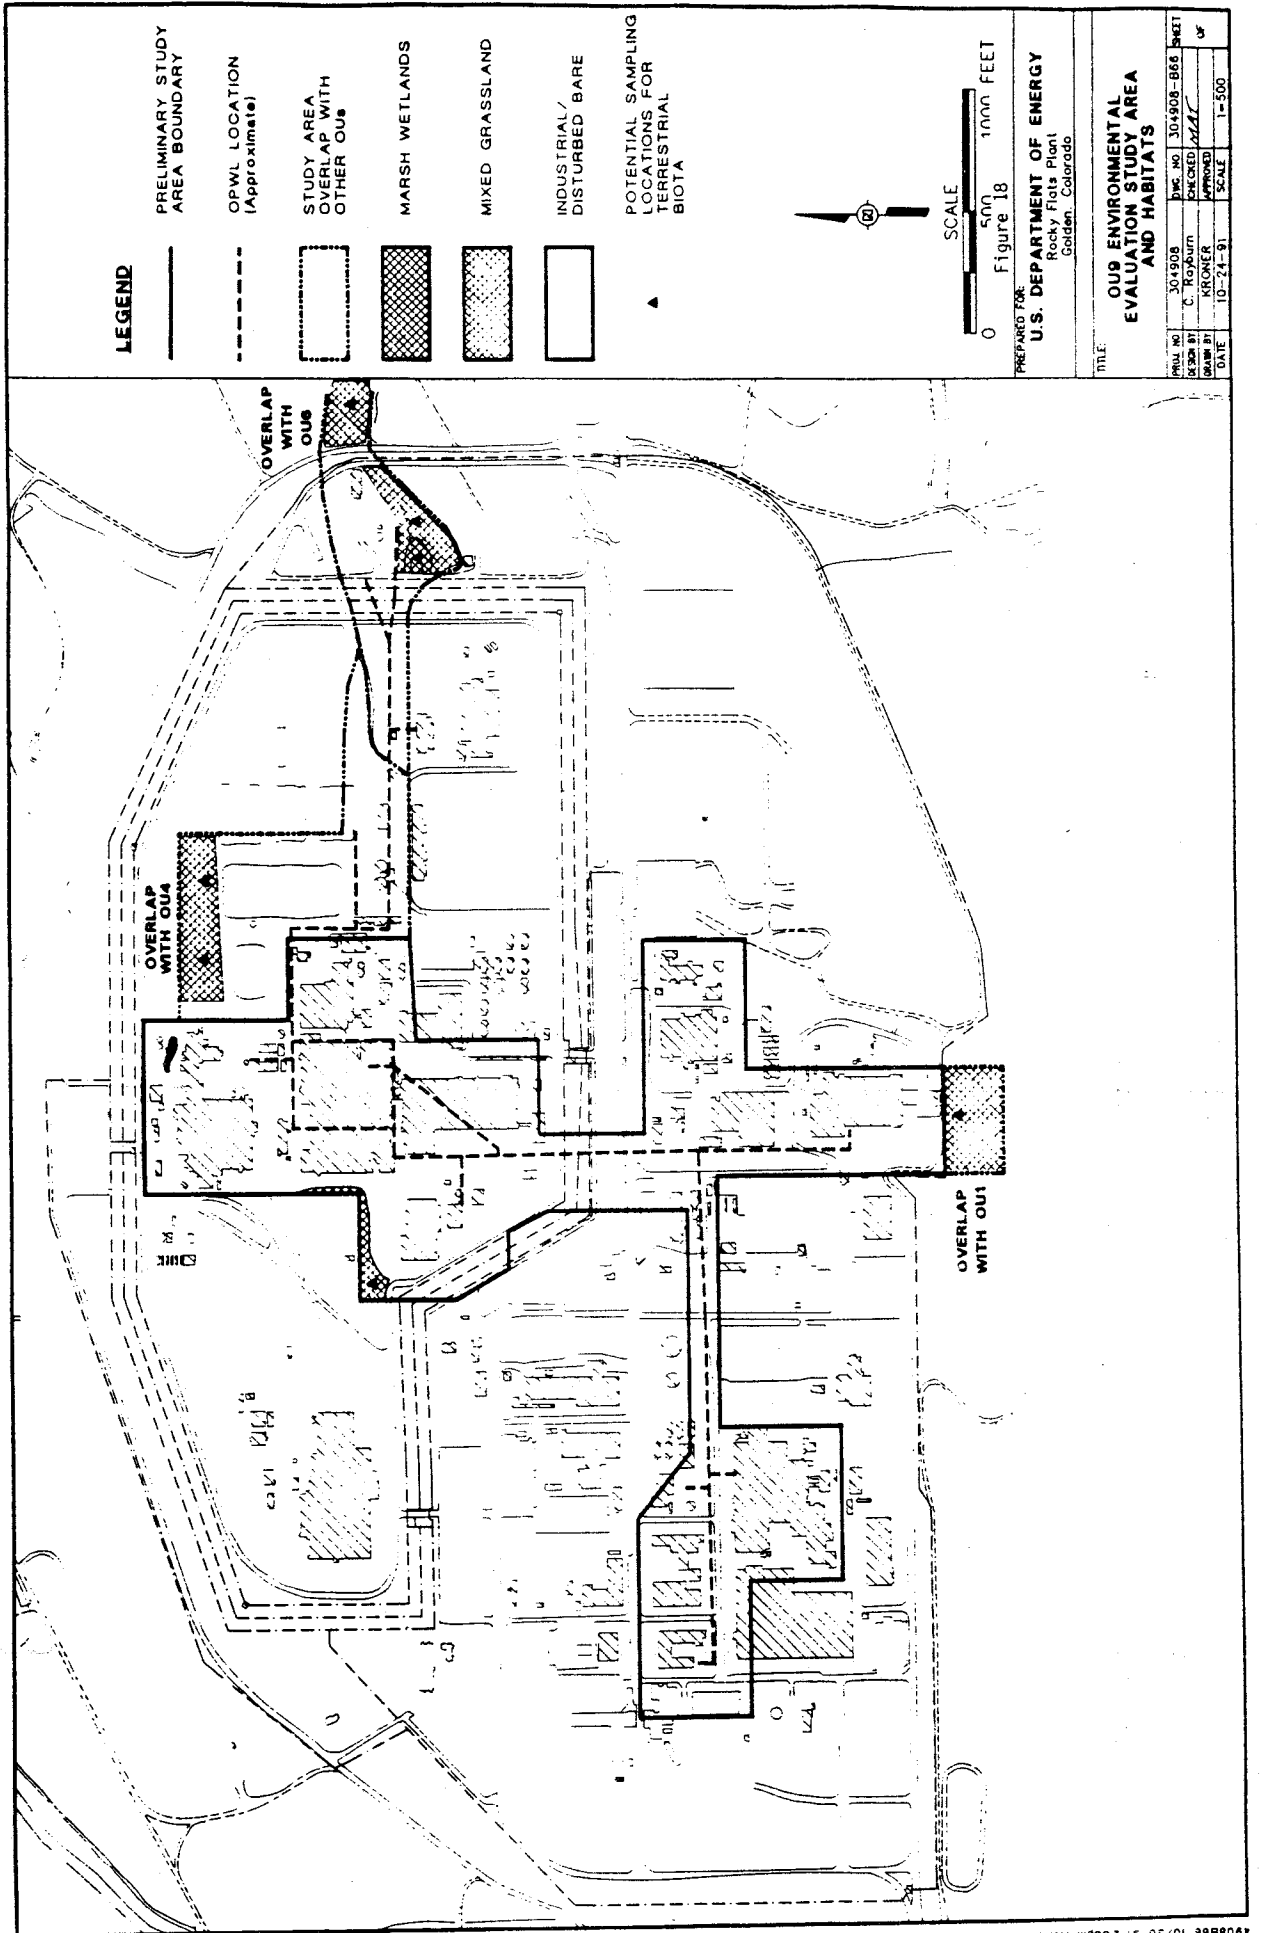 LEGEND
PRELIMINARY STUDY
AREA BOUNDARY
OPWL LOCATION
(Approximate)
STUDY AREA
OVERLAP WITH
OTHER OUs
MARSH WETLANDS
MIXED GRASSLAND
INDUSTRIAL/
DISTURBED BARE
POTENTIAL SAMPLING
LOCATIONS FOR
TERRESTRIAL
BIOTA
SCALE
0 500 1000 FEET
Figure 18
PREPARED FOR:
U.S. DEPARTMENT OF ENERGY
Rocky Flats Plant
Golden, Colorado
TITLE:
OU9 ENVIRONMENTAL
EVALUATION STUDY AREA
AND HABITATS
PROJ. NO. 304908 DWG. NO. 304908-B66 SHEET
DESIGN BY C. Rayburn CHECKED OF
DRAWN BY KRONER APPROVED
DATE 10-24-91 SCALE 1=500
OVERLAP
WITH
OU6
OVERLAP
WITH OU4
OVERLAP
WITH OU1